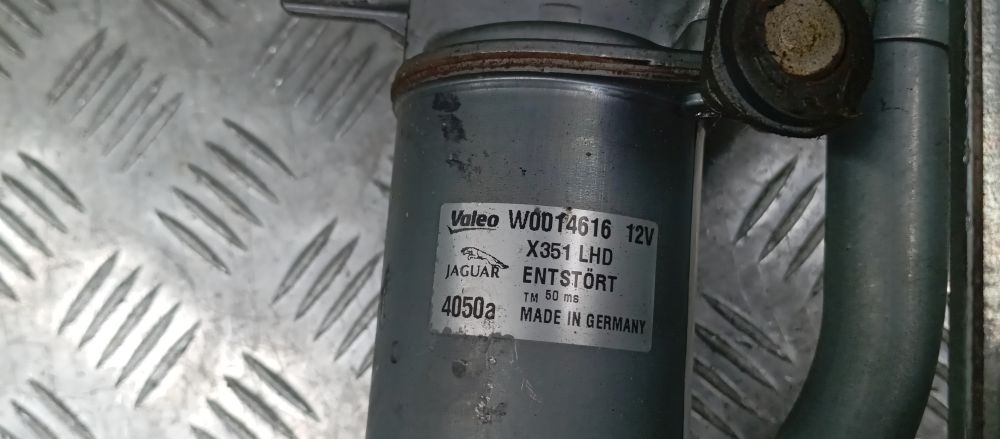 Valeo W0014616 12V
X351 LHD
JAGUAR ENTSTÖRT
TM 50 ms
4050a MADE IN GERMANY